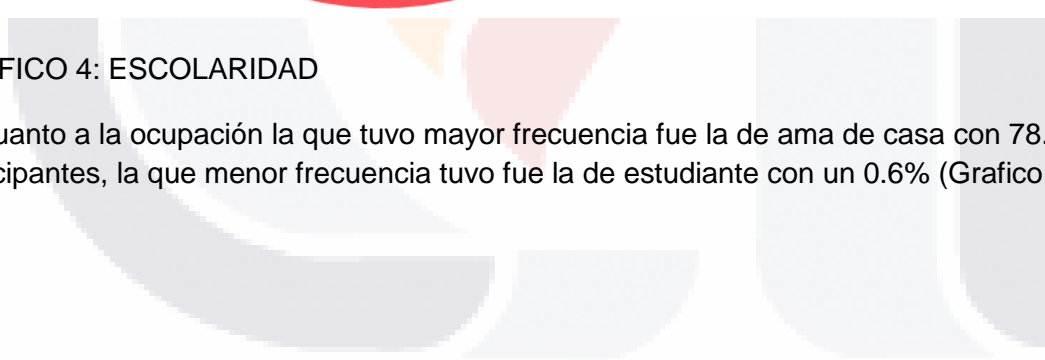 FICO 4: ESCOLARIDAD
uanto a la ocupación la que tuvo mayor frecuencia fue la de ama de casa con 78.
cipantes, la que menor frecuencia tuvo fue la de estudiante con un 0.6% (Grafico